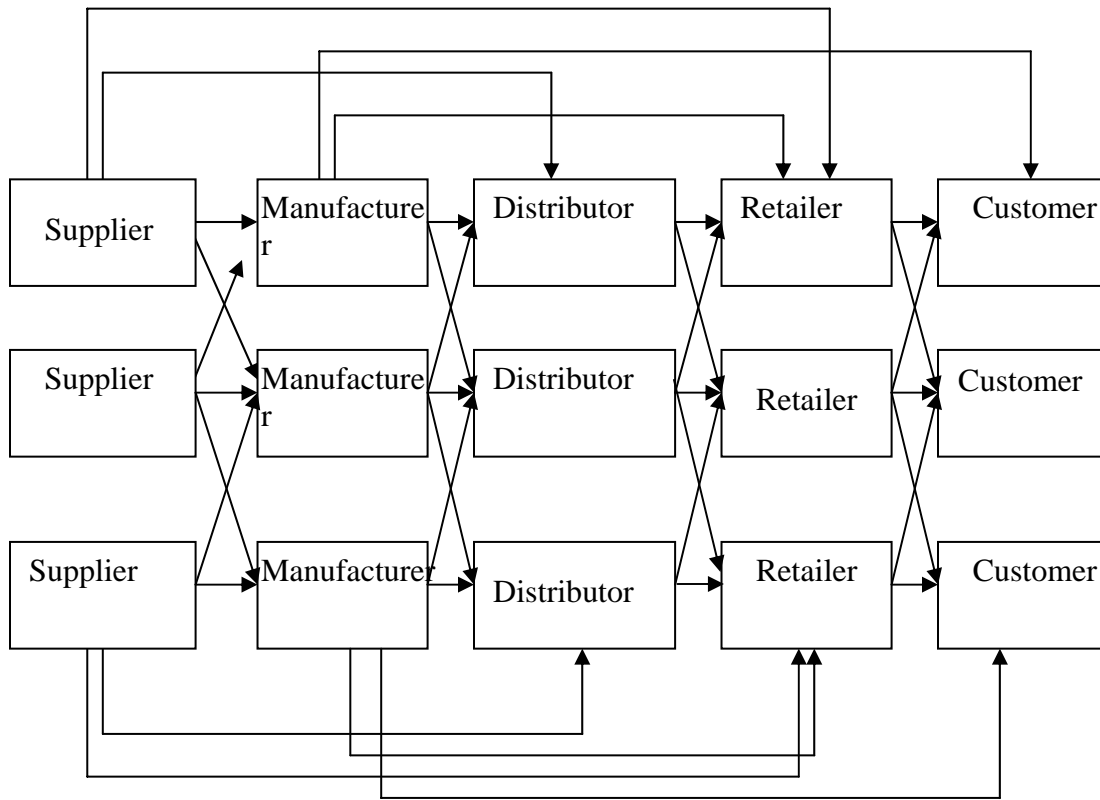 Supplier
Manufacture
r
Distributor
Retailer
Customer
Supplier
Manufacture
r
Distributor
Retailer
Customer
Supplier
Manufacturer
Distributor
Retailer
Customer